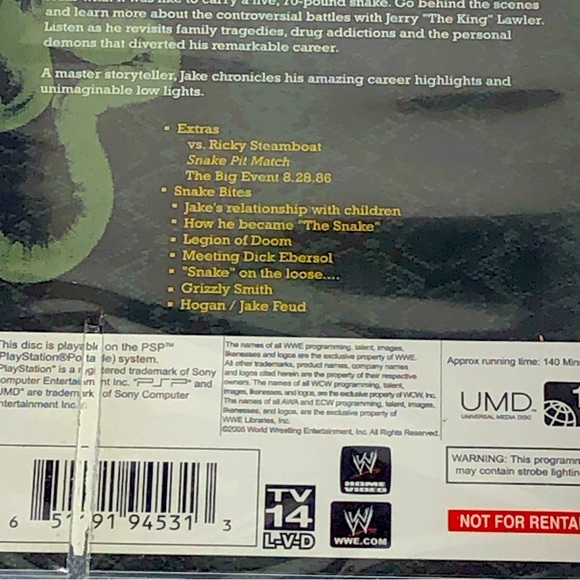 to carry a live, 70-pound snake. Go behind the scenes
and learn more about the controversial battles with Jerry "The King" Lawler.
Listen as he revisits family tragedies, drug addictions and the personal
demons that diverted his remarkable career.
A master storyteller, Jake chronicles his amazing career highlights and
unimaginable low lights.
▪ Extras
vs. Ricky Steamboat
Snake Pit Match
The Big Event 8.28.86
▪ Snake Bites
▪ Jake's relationship with children
▪ How he became "The Snake"
▪ Legion of Doom
▪ Meeting Dick Ebersol
▪ "Snake" on the loose....
▪ Grizzly Smith
▪ Hogan / Jake Feud
This disc is playable on the PSP™
PlayStation®Portable) system.
PlayStation" is a registered trademark of Sony
omputer Entertainment Inc. "PSP" and
UMD" are trademark of Sony Computer
ntertainment Inc.
The names of all WWE programming, talent, images,
likenesses and logos are the exclusive property of WWE.
All other trademarks, product names, company names
and logos cited herein are the property of their respective
owners. The names of all WCW programming, talent,
images, likenesses, and logos, are the exclusive property of WCW, Inc.
The names of all AWA and ECW programming, talent, images,
likenesses, and logos, are the exclusive property of
WWE Libraries, Inc.
©2005 World Wrestling Entertainment, Inc. All Rights Reserved.
Approx running time: 140 Min
UMD
UNIVERSAL MEDIA DISC
WARNING: This programm
may contain strobe lightin
NOT FOR RENTA
W
HOME
VIDEO
W
WWE.COM
TV
14
L-V-D
6 51191 94531 3